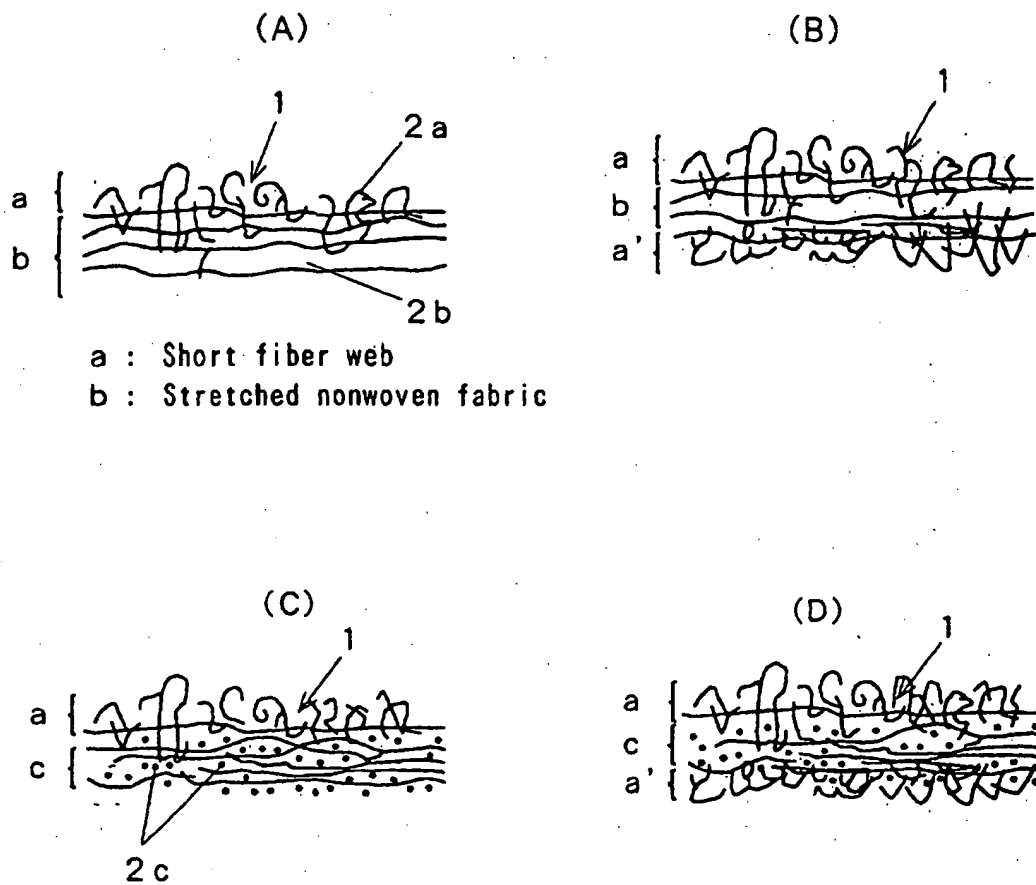 (A)
1
2a
a
b
2b
a : Short fiber web
b : Stretched nonwoven fabric
(B)
1
a
b
a'
(C)
1
a
c
2c
(D)
1
a
c
a'